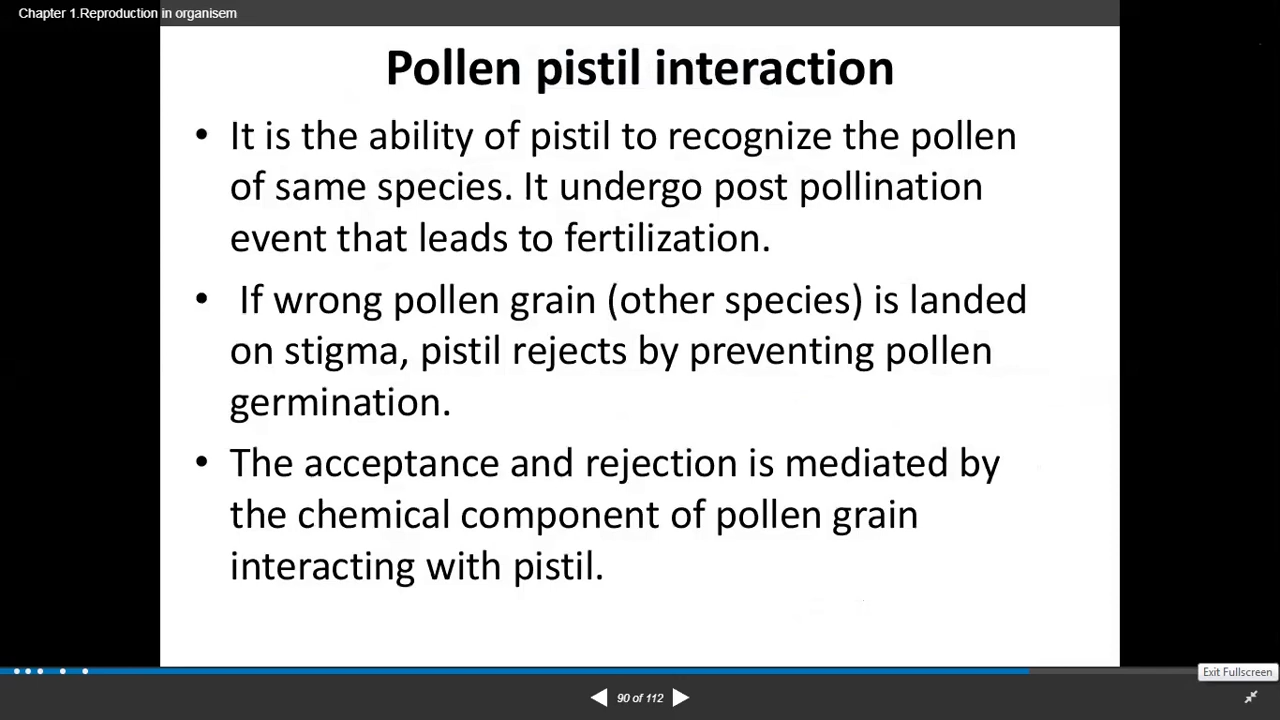 Chapter 1.Reproduction in organisem
Pollen pistil interaction
• It is the ability of pistil to recognize the pollen
of same species. It undergo post pollination
event that leads to fertilization.
• If wrong pollen grain (other species) is landed
on stigma, pistil rejects by preventing pollen
germination.
• The acceptance and rejection is mediated by
the chemical component of pollen grain
interacting with pistil.
Exit Fullscreen
90 of 112